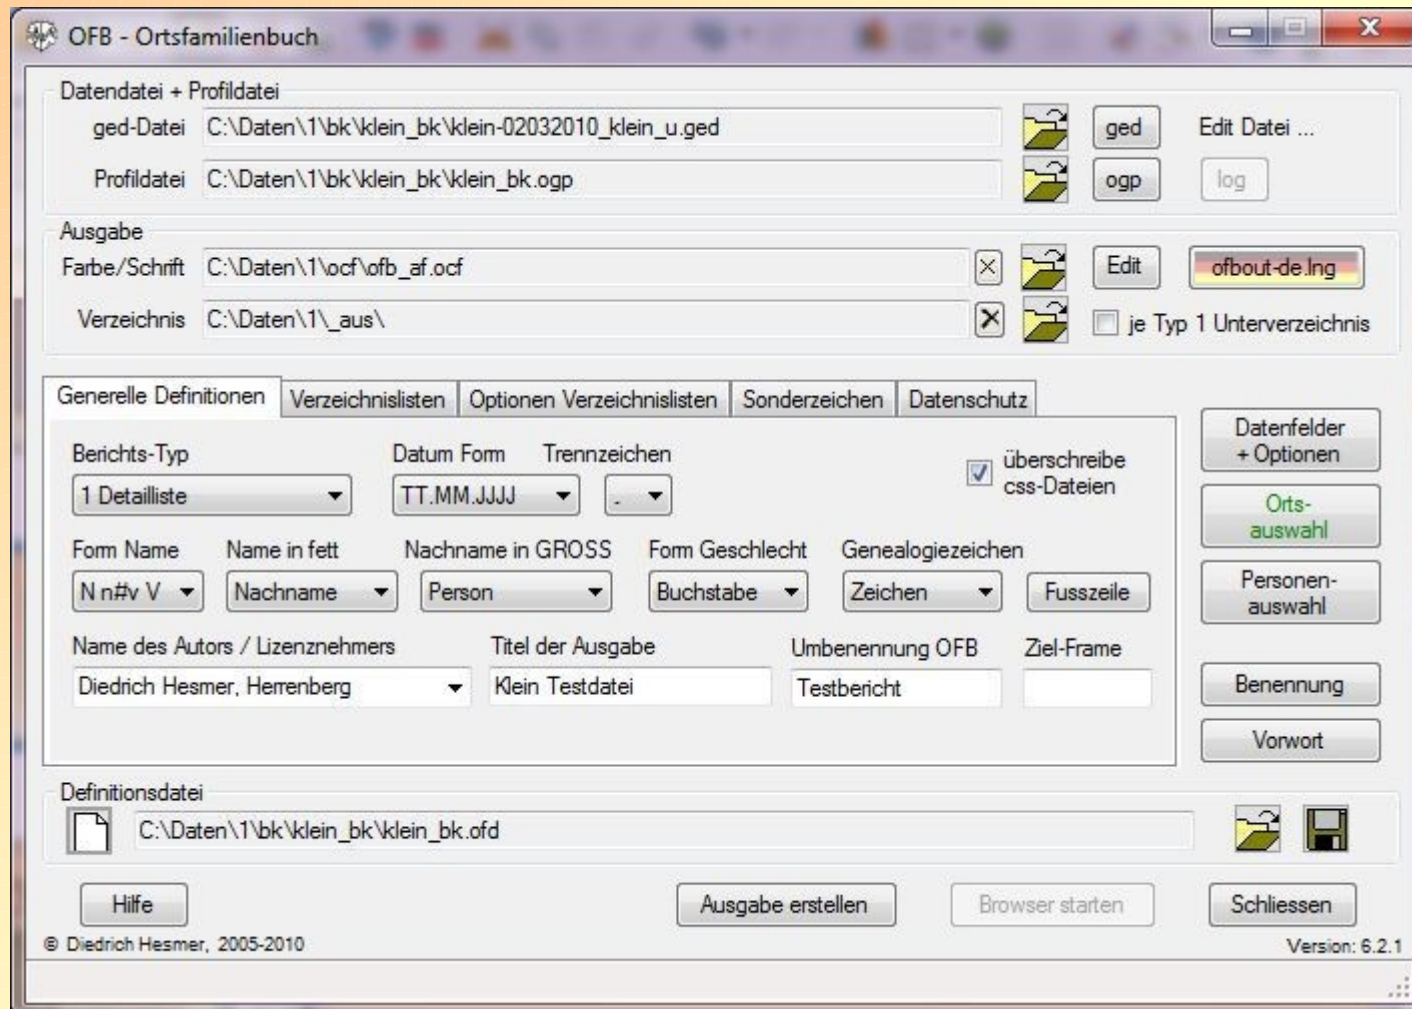 OFB - Ortsfamilienbuch
Datendatei + Profildatei
ged-Datei C:\Daten\1\bk\klein_bk\klein-02032010_klein_u.ged ged Edit Datei ...
Profildatei C:\Daten\1\bk\klein_bk\klein_bk.ogp ogp log
Ausgabe
Farbe/Schrift C:\Daten\1\ocf\ofb_af.ocf Edit ofbout-de.lng
Verzeichnis C:\Daten\1\_aus\ je Typ 1 Unterverzeichnis
Generelle Definitionen Verzeichnislisten Optionen Verzeichnislisten Sonderzeichen Datenschutz
Berichts-Typ Datum Form Trennzeichen
1 Detailliste TT.MM.JJJJ .
überschreibe
css-Dateien
Form Name Name in fett Nachname in GROSS Form Geschlecht Genealogiezeichen
N n#v V Nachname Person Buchstabe Zeichen Fusszeile
Name des Autors / Lizenznehmers Titel der Ausgabe Umbenennung OFB Ziel-Frame
Diedrich Hesmer, Herrenberg Klein Testdatei Testbericht
Datenfelder
+ Optionen
Orts-
auswahl
Personen-
auswahl
Benennung
Vorwort
Definitionsdatei
C:\Daten\1\bk\klein_bk\klein_bk.ofd
Hilfe Ausgabe erstellen Browser starten Schliessen
© Diedrich Hesmer, 2005-2010 Version: 6.2.1